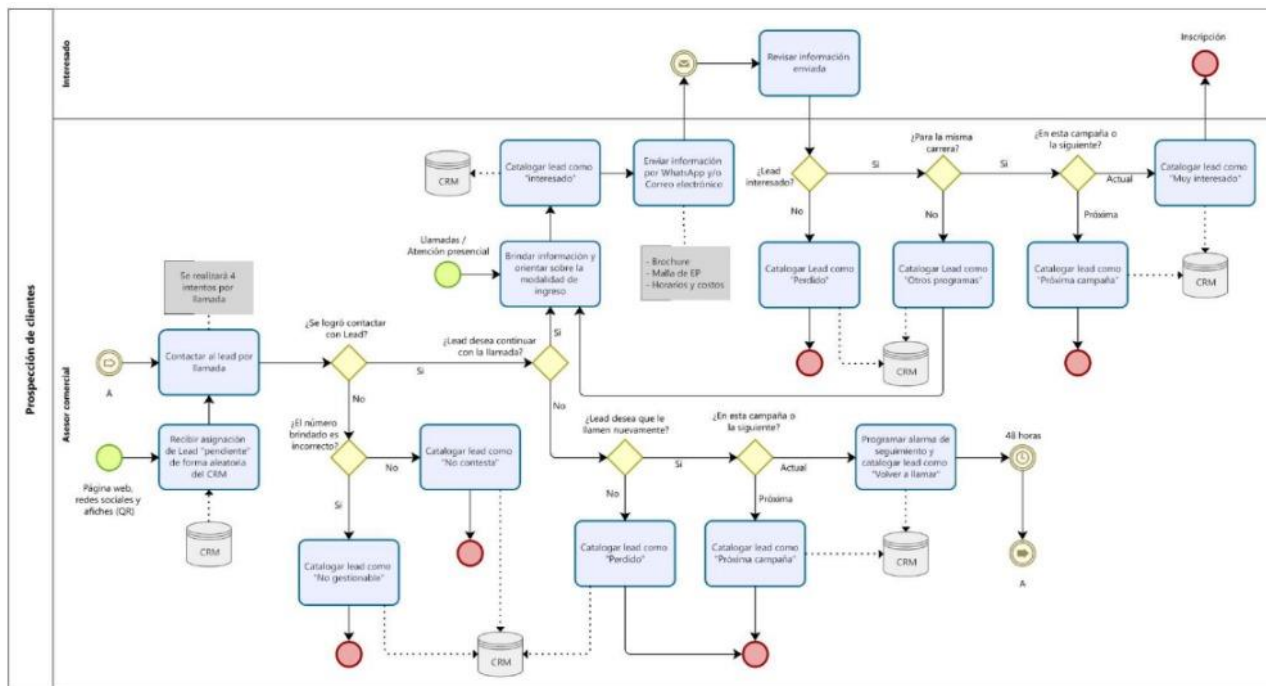 Prospección de clientes
Interesado
Asesor comercial
Revisar información
enviada
Inscripción
CRM
Catalogar lead como
"interesado"
Enviar información
por WhatsApp y/o
Correo electrónico
¿Lead
interesado?
Si
No
¿Para la misma
carrera?
Si
No
¿En esta campaña o
la siguiente?
Actual
Próxima
Catalogar lead como
"Muy interesado"
Llamadas /
Atención presencial
Brindar información y
orientar sobre la
modalidad de
ingreso
- Brochure
- Malla de EP
- Horarios y costos
Catalogar Lead como
"Perdido"
Catalogar Lead como
"Otros programas"
Catalogar lead como
"Próxima campaña"
CRM
CRM
Se realizará 4
intentos por
llamada
A
Contactar al lead por
llamada
¿Se logró contactar
con Lead?
Si
No
¿Lead desea continuar
con la llamada?
Si
No
Página web,
redes sociales y
afiches (QR)
Recibir asignación
de Lead "pendiente"
de forma aleatoria
del CRM
CRM
¿El número
brindado es
incorrecto?
No
Si
Catalogar lead como
"No contesta"
Catalogar lead como
"No gestionable"
¿Lead desea que le
llamen nuevamente?
Si
No
¿En esta campaña o
la siguiente?
Actual
Próxima
Programar alarma de
seguimiento y
catalogar lead como
"Volver a llamar"
48 horas
Catalogar lead como
"Perdido"
Catalogar lead como
"Próxima campaña"
CRM
A
CRM